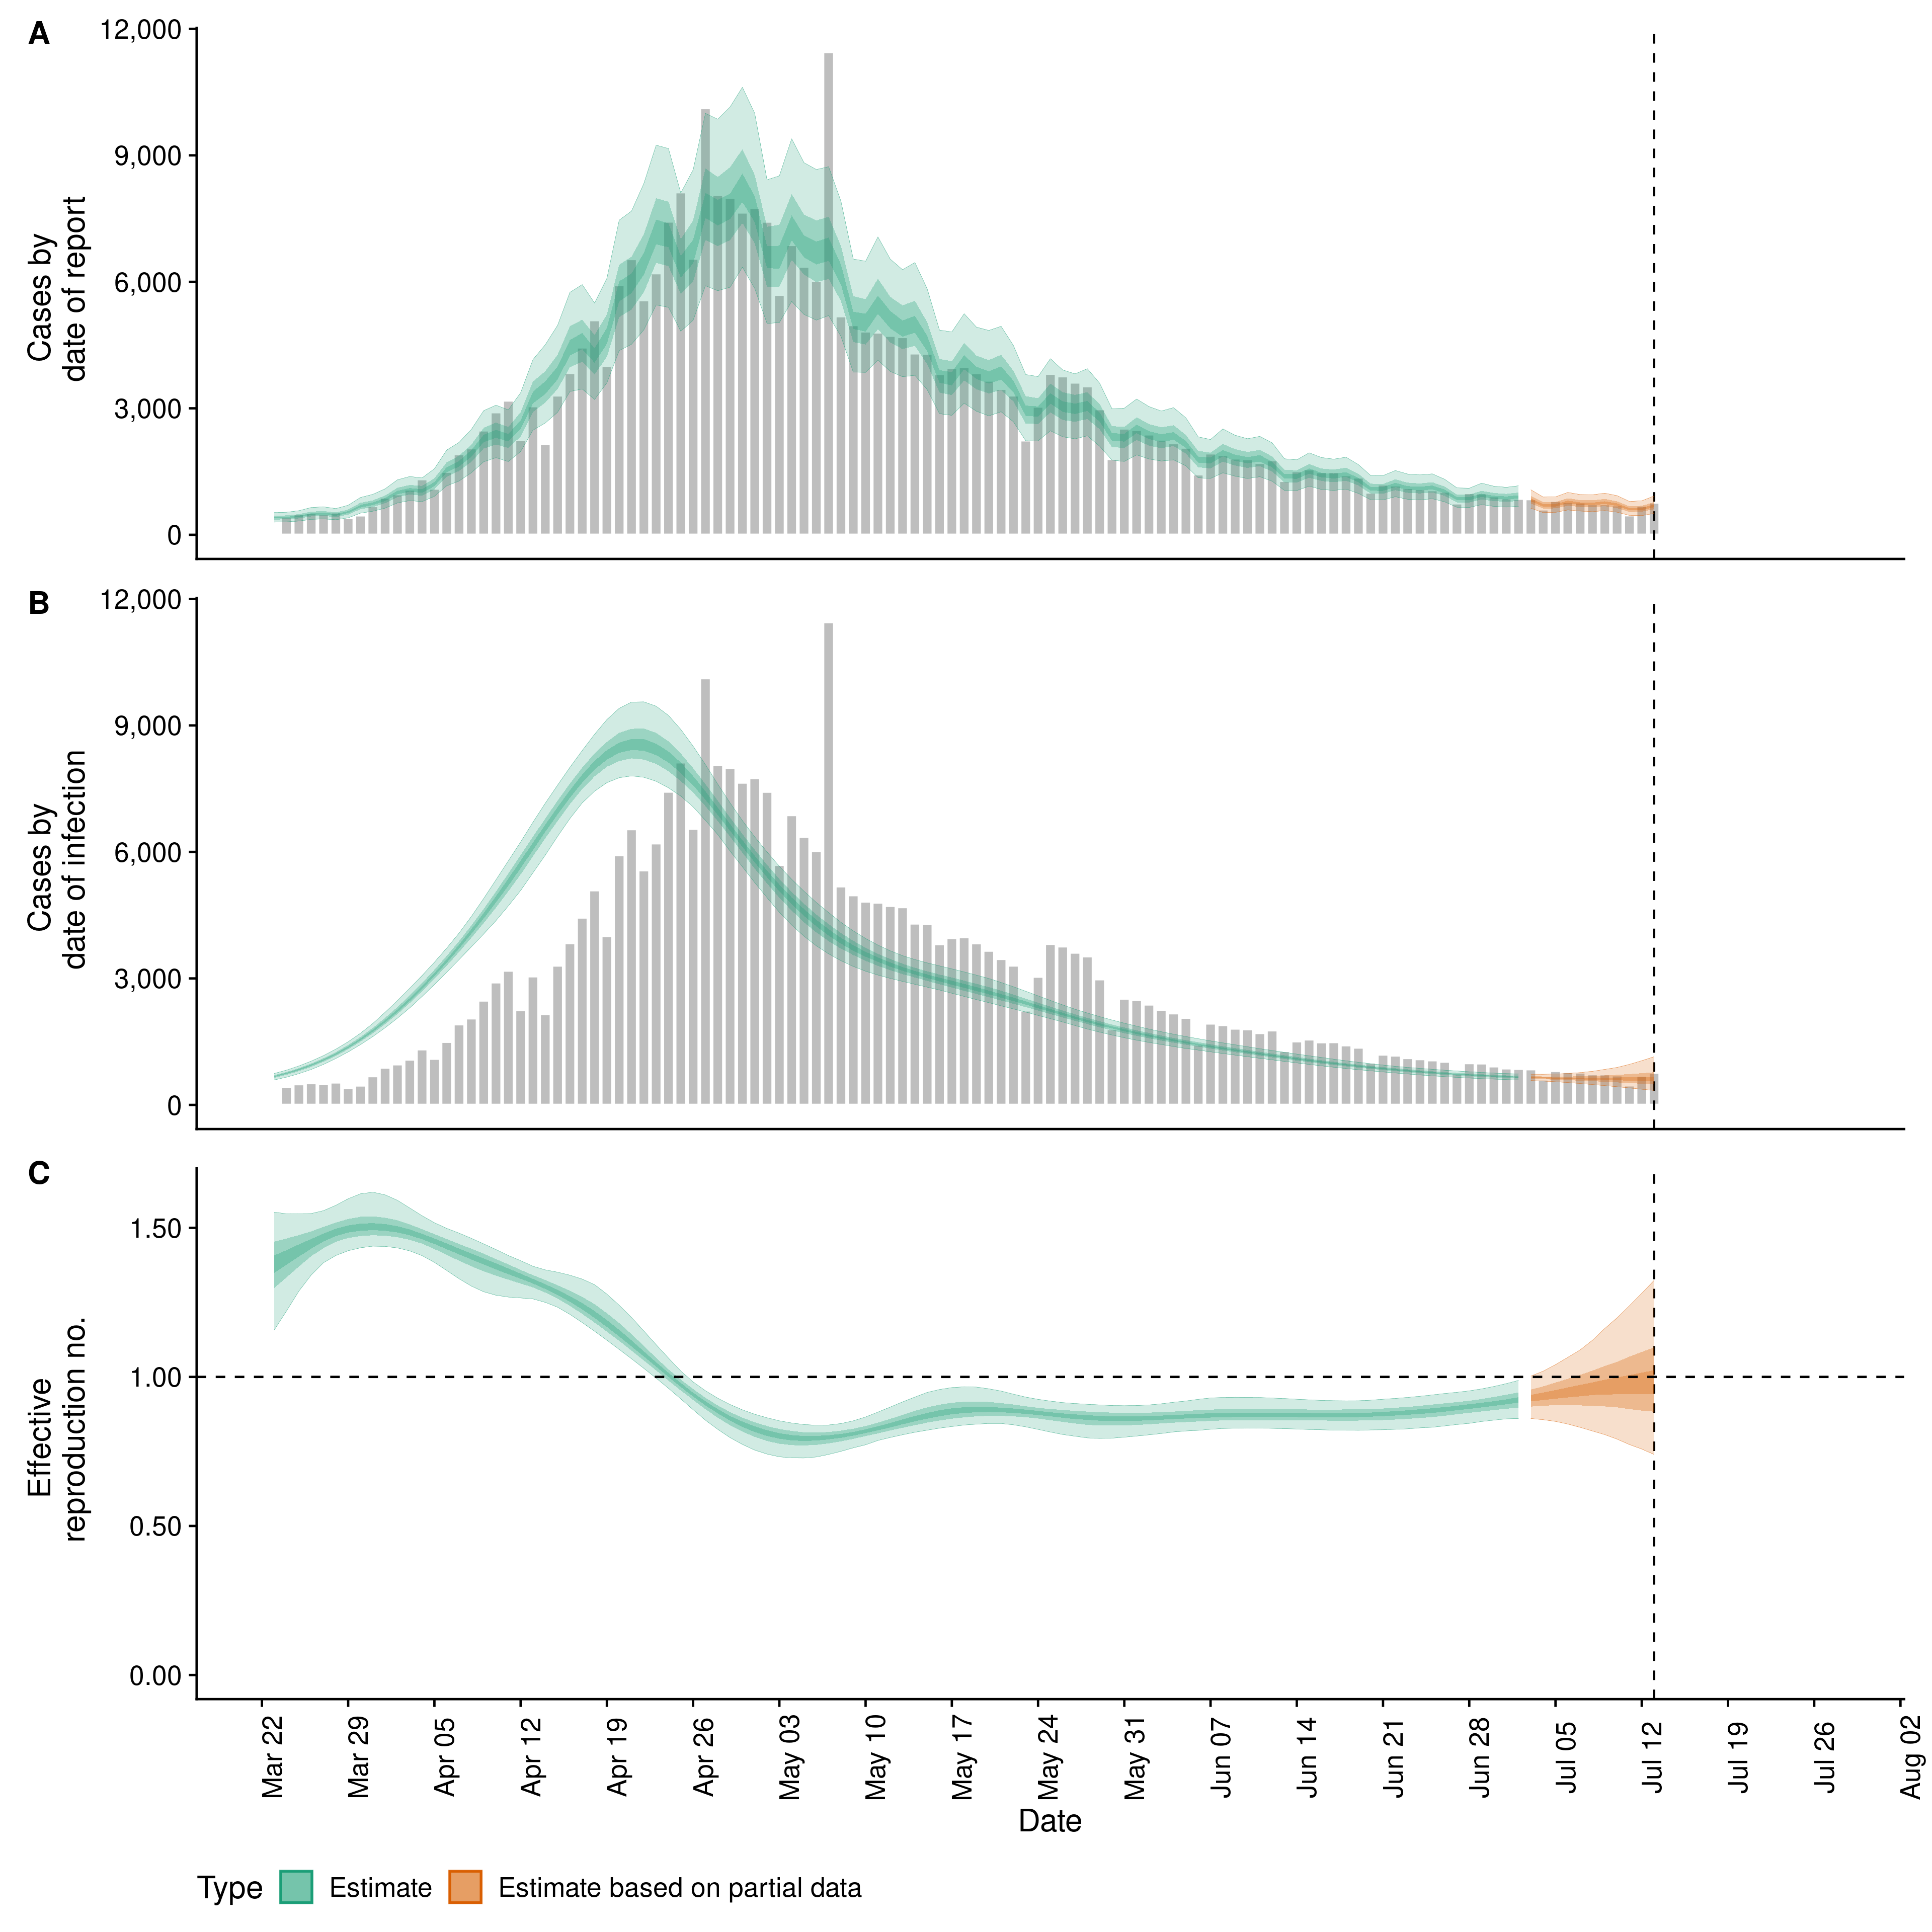 A
12,000
9,000
6,000
3,000
0
Cases by
date of report
B
12,000
9,000
6,000
3,000
0
Cases by
date of infection
C
1.50
1.00
0.50
0.00
Effective
reproduction no.
Mar 22
Mar 29
Apr 05
Apr 12
Apr 19
Apr 26
May 03
May 10
May 17
May 24
May 31
Jun 07
Jun 14
Jun 21
Jun 28
Jul 05
Jul 12
Jul 19
Jul 26
Aug 02
Date
Type Estimate Estimate based on partial data